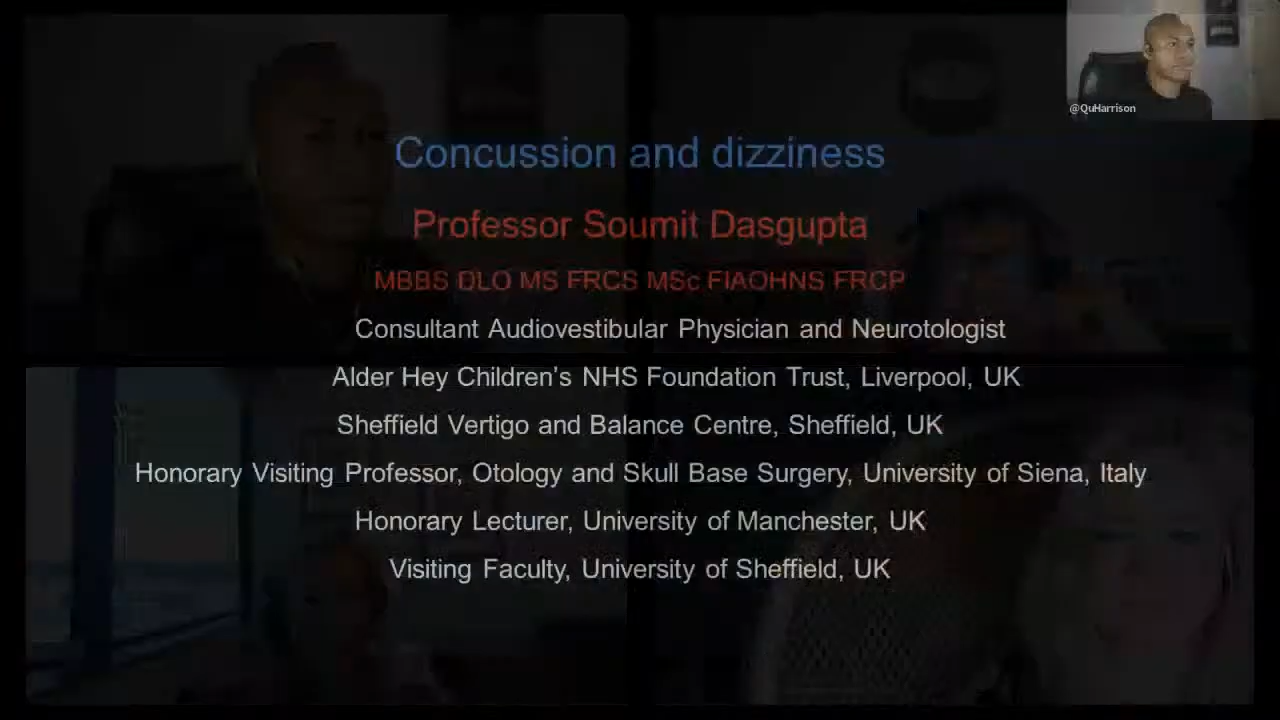 @QuHarrison
Concussion and dizziness
Professor Soumit Dasgupta
MBBS DLO MS FRCS MSc FIAOHNS FRCP
Consultant Audiovestibular Physician and Neurotologist
Alder Hey Children's NHS Foundation Trust, Liverpool, UK
Sheffield Vertigo and Balance Centre, Sheffield, UK
Honorary Visiting Professor, Otology and Skull Base Surgery, University of Siena, Italy
Honorary Lecturer, University of Manchester, UK
Visiting Faculty, University of Sheffield, UK